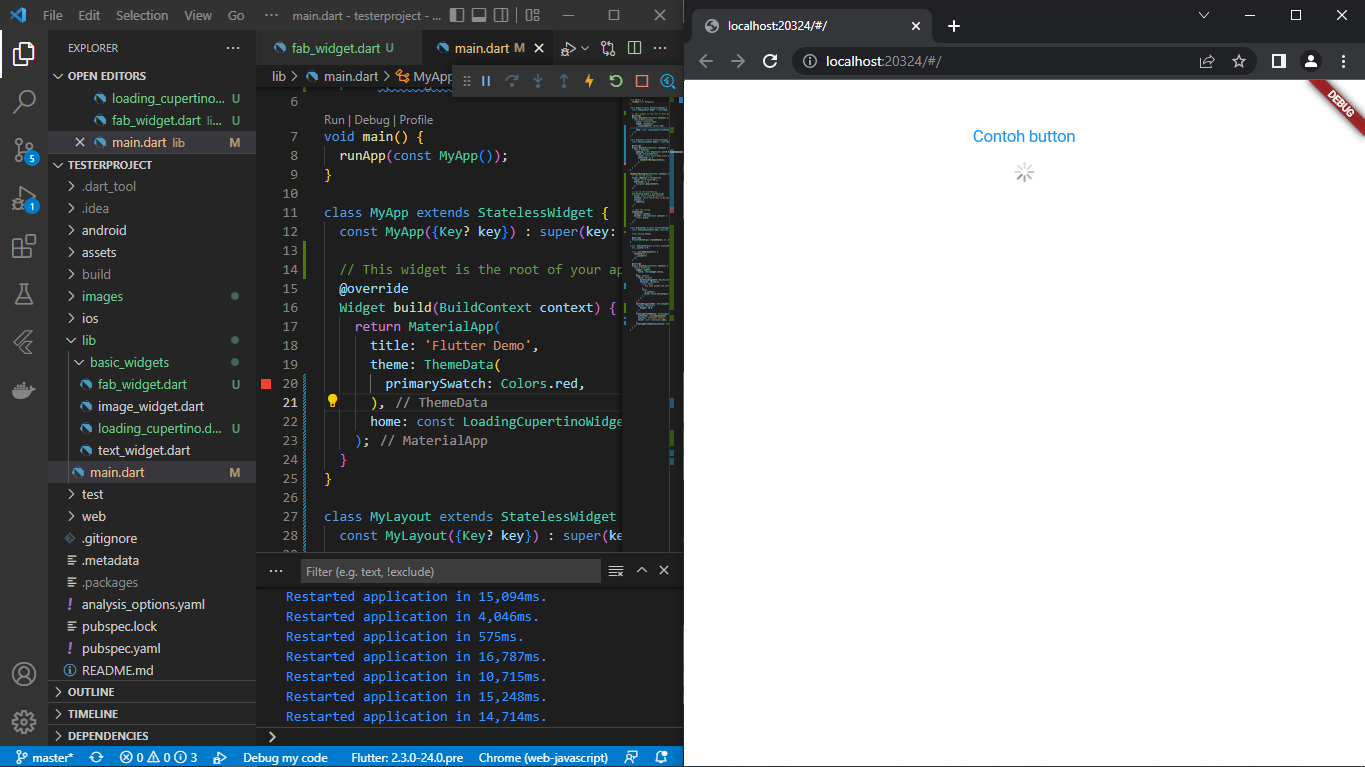 File Edit Selection View Go ··· main.dart - testerproject - ...
EXPLORER ···
OPEN EDITORS
loading_cupertino... U
fab_widget.dart li... U
main.dart lib M
TESTERPROJECT
.dart_tool
.idea
android
assets
build
images
ios
lib
basic_widgets
fab_widget.dart U
image_widget.dart
loading_cupertino.d... U
text_widget.dart
main.dart M
test
web
.gitignore
.metadata
.packages
analysis_options.yaml
pubspec.lock
pubspec.yaml
README.md
OUTLINE
TIMELINE
DEPENDENCIES
5
1
fab_widget.dart U main.dart M
lib > main.dart > MyApp
6
Run | Debug | Profile
7 void main() {
8 runApp(const MyApp());
9 }
10
11 class MyApp extends StatelessWidget {
12 const MyApp({Key? key}) : super(key:
13
14 // This widget is the root of your ap
15 @override
16 Widget build(BuildContext context) {
17 return MaterialApp(
18 title: 'Flutter Demo',
19 theme: ThemeData(
20 primarySwatch: Colors.red,
21 ), // ThemeData
22 home: const LoadingCupertinoWidge
23 ); // MaterialApp
24 }
25 }
26
27 class MyLayout extends StatelessWidget
28 const MyLayout({Key? key}) : super(ke
··· Filter (e.g. text, !exclude)
Restarted application in 15,094ms.
Restarted application in 4,046ms.
Restarted application in 575ms.
Restarted application in 16,787ms.
Restarted application in 10,715ms.
Restarted application in 15,248ms.
Restarted application in 14,714ms.
>
master* 0 0 3 Debug my code Flutter: 2.3.0-24.0.pre Chrome (web-javascript)
localhost:20324/#/
localhost:20324/#/
DEBUG
Contoh button